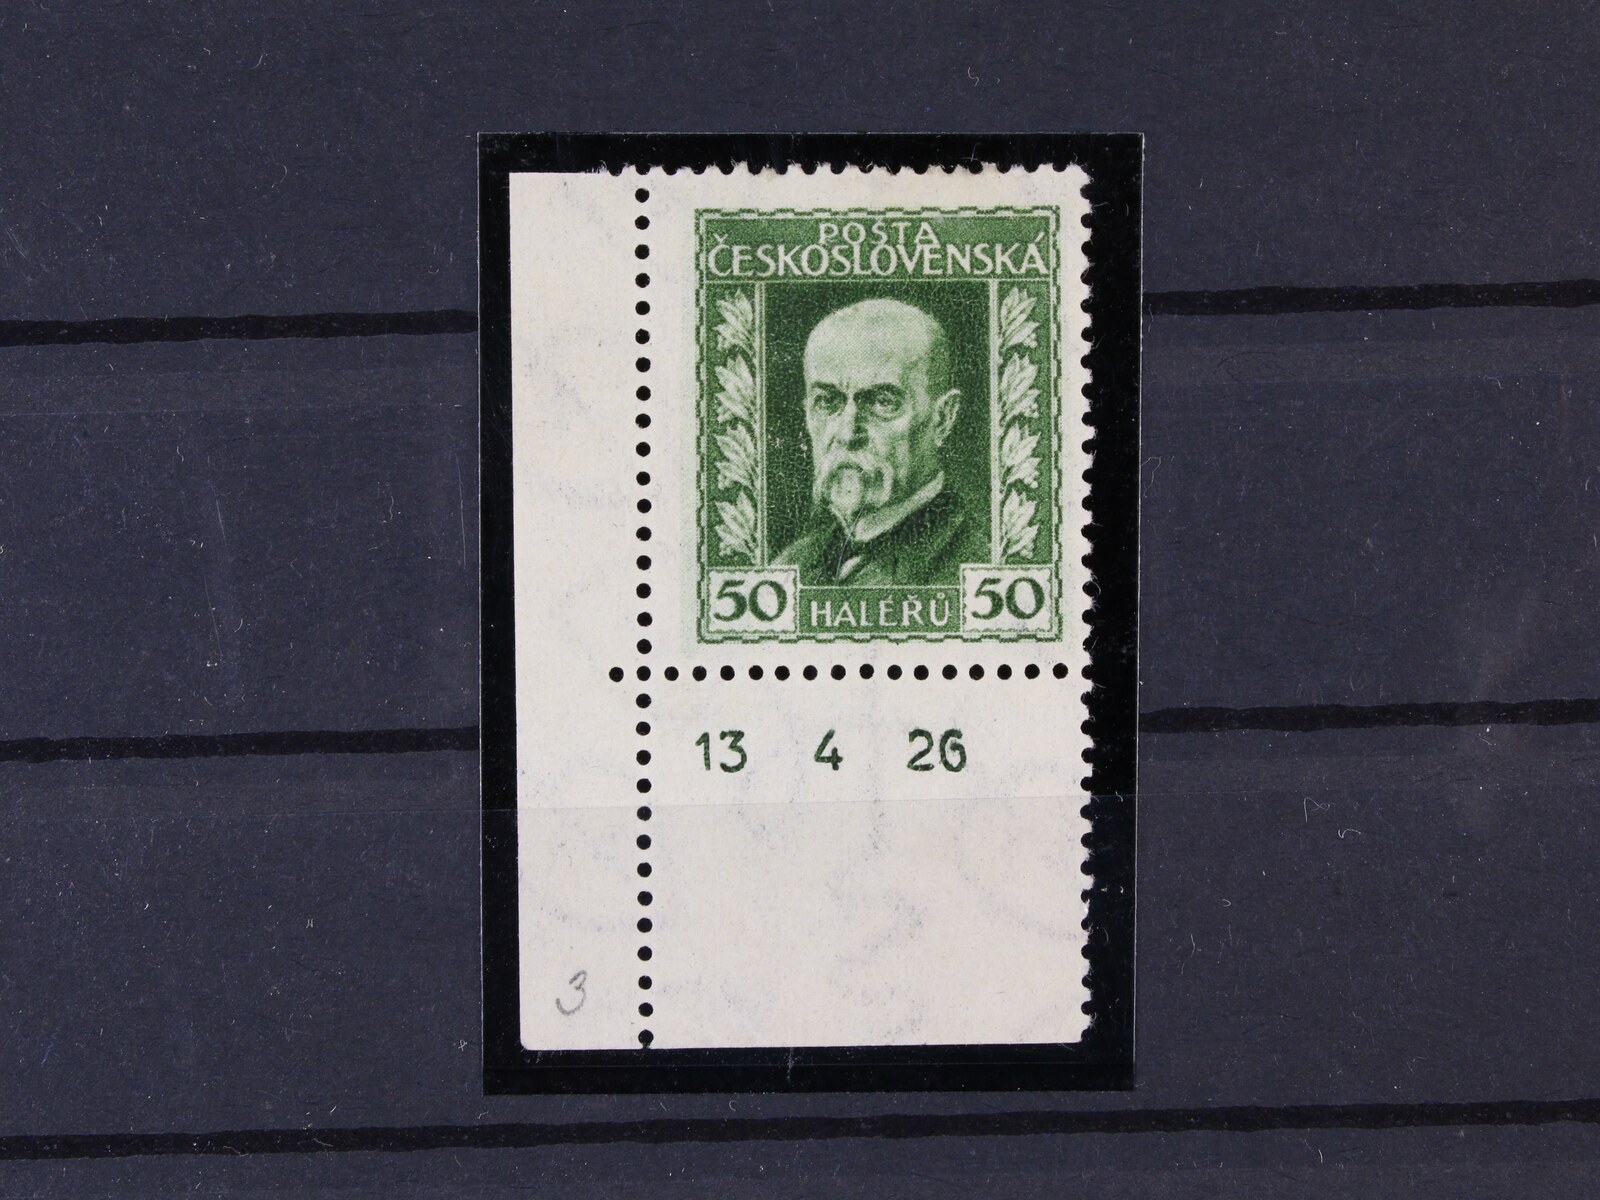 POŠTA
ČESKOSLOVENSKÁ
50 HALÉŘŮ 50
13 4 26
3